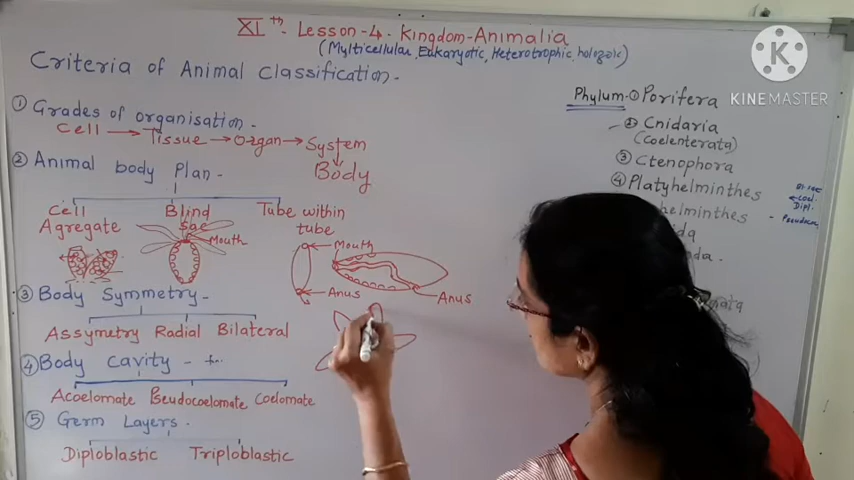 XI th - Lesson-4. Kingdom-Animalia
(Myltïcellular, Eukaryotic, Heterotrophic, holozoic)
Criteria of Animal Classification.
① Grades of organisation.
Cell → Tissue → Organ → System
Body
② Animal body Plan.
Cell Agregate
Blind Sac
Tube within tube
Mouth
Mouth
Anus
Anus
③ Body Symmetry.
Assymetry Radial Bilateral
④ Body Cavity -
Acoelomate Pseudocoelomate Coelomate
⑤ Germ Layers.
Diploblastic Triploblastic
Phylum. ① Porifera
② Cnidaria
(Coelenterata)
③ Ctenophora
④ Platyhelminthes
helminthes
KINEMASTER